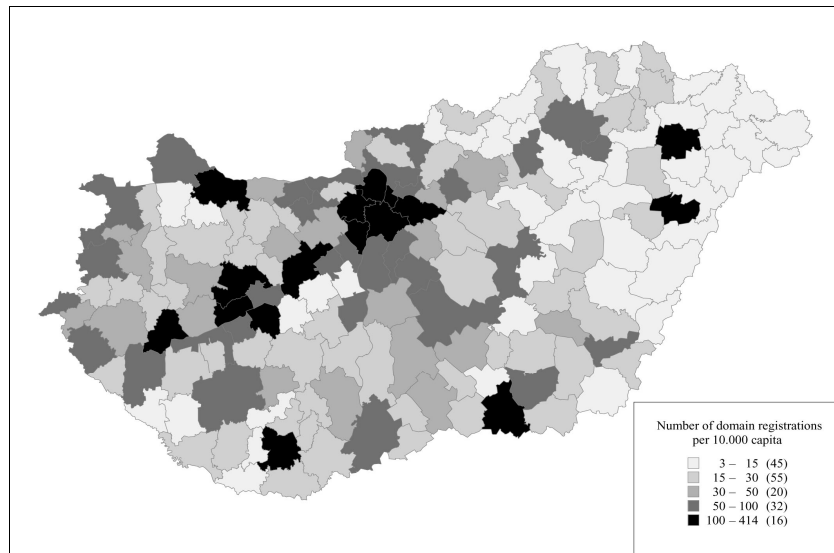 Number of domain registrations
per 10.000 capita
3 – 15 (45)
15 – 30 (55)
30 – 50 (20)
50 – 100 (32)
100 – 414 (16)